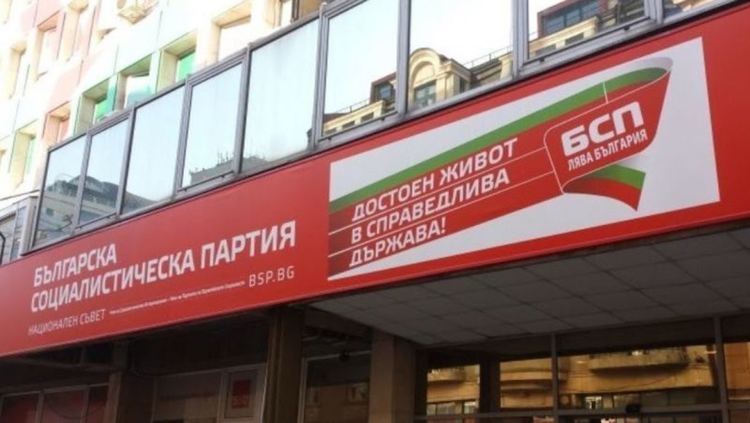 БЪЛГАРСКА
СОЦИАЛИСТИЧЕСКА ПАРТИЯ
НАЦИОНАЛЕН СЪВЕТ
BSP.BG
ДОСТОЕН ЖИВОТ
В СПРАВЕДЛИВА
ДЪРЖАВА!
БСП
ЛЯВА БЪЛГАРИЯ